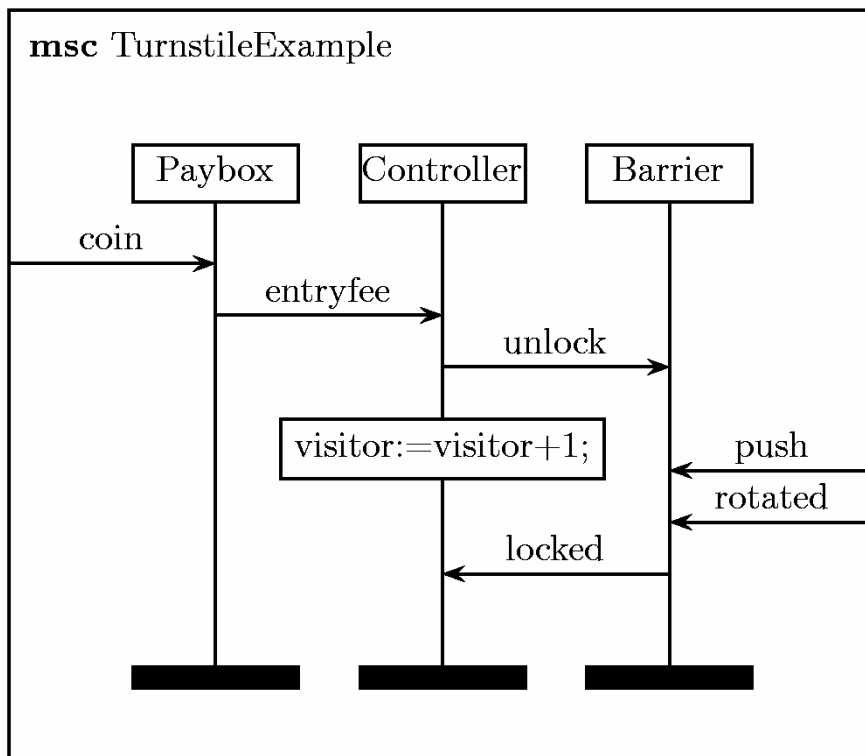 msc TurnstileExample
Paybox Controller Barrier
coin
entryfee
unlock
visitor:=visitor+1;
push
rotated
locked